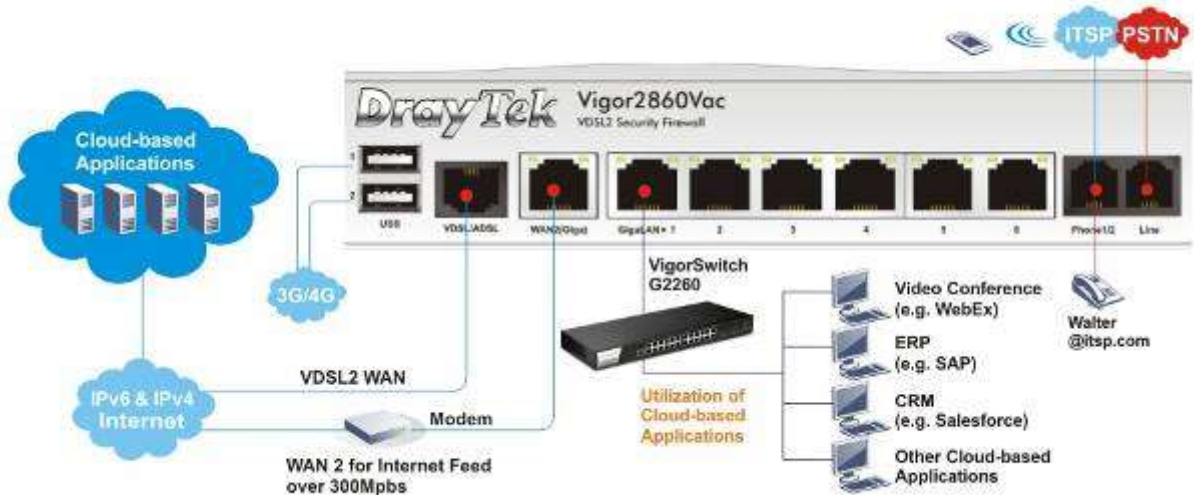 ITSP
PSTN
DrayTek
Vigor2860Vac
VDSL2 Security Firewall
Cloud-based
Applications
1
2
USB
VDSL/ADSL
WAN2(Giga)
GigaLAN 1
2
3
4
5
6
Phone1/2
Line
3G/4G
VigorSwitch
G2260
Video Conference
(e.g. WebEx)
Walter
@itsp.com
ERP
(e.g. SAP)
VDSL2 WAN
IPv6 & IPv4
Internet
Utilization of
Cloud-based
Applications
CRM
(e.g. Salesforce)
Modem
Other Cloud-based
Applications
WAN 2 for Internet Feed
over 300Mpbs